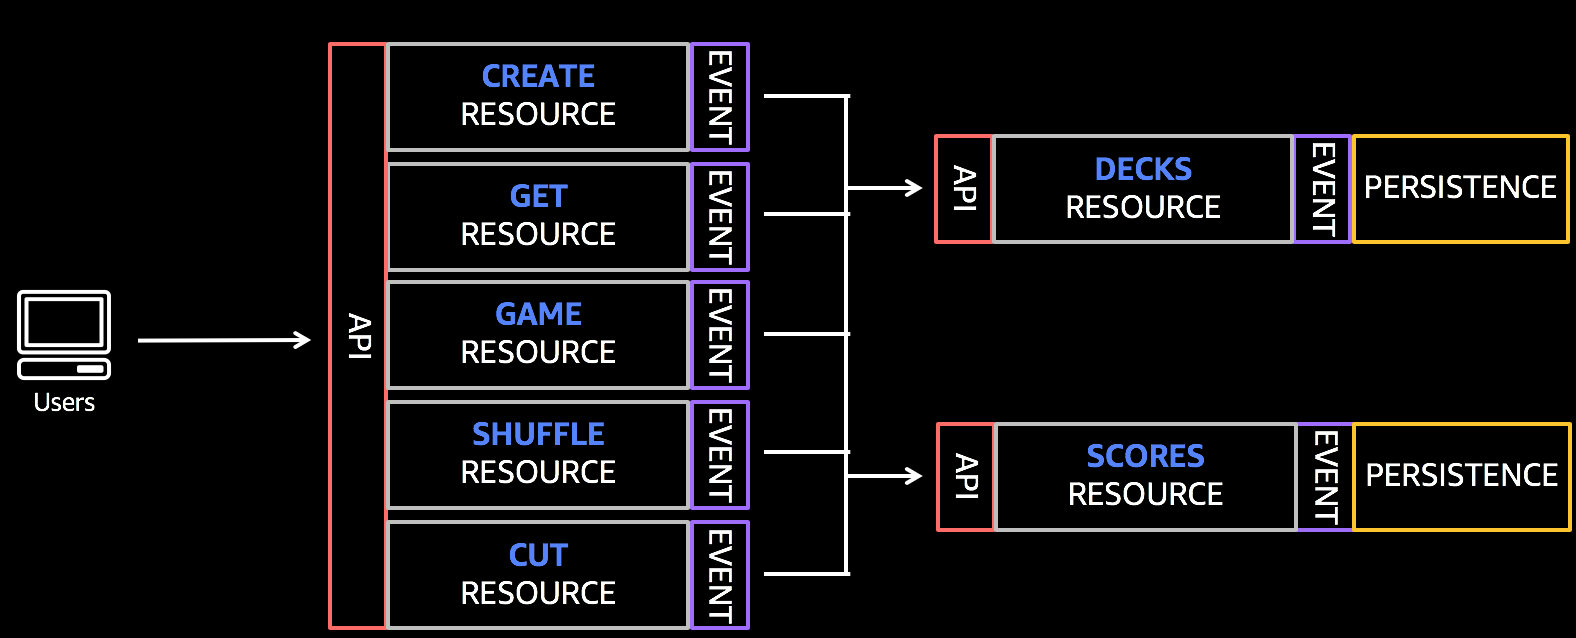 Users
API
CREATE
RESOURCE
EVENT
GET
RESOURCE
EVENT
GAME
RESOURCE
EVENT
SHUFFLE
RESOURCE
EVENT
CUT
RESOURCE
EVENT
API
DECKS
RESOURCE
EVENT
PERSISTENCE
API
SCORES
RESOURCE
EVENT
PERSISTENCE